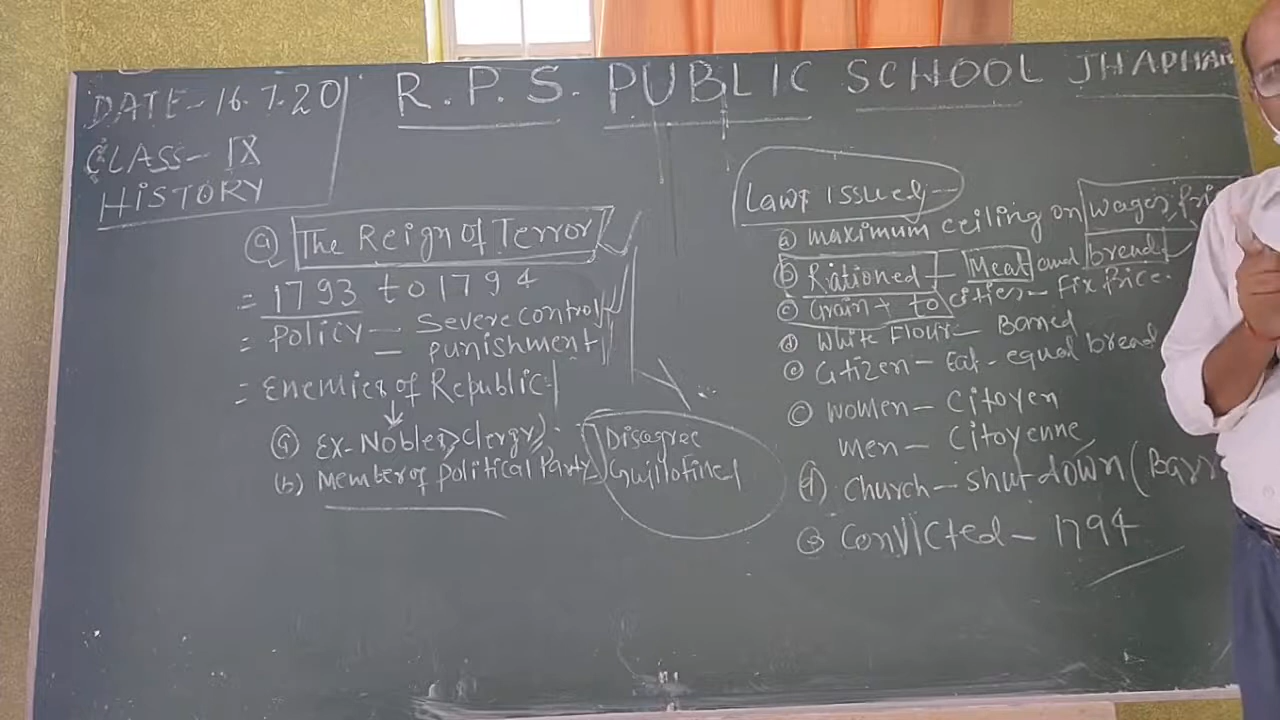 DATE - 16.7.20
R.P.S. PUBLIC SCHOOL JHAPHAN
CLASS - IX
HISTORY
(a) The Reign of Terror
= 1793 to 1794
= Policy - Severe control
- punishment
= Enemies of Republic
(a) Ex-Nobles, clergy
(b) Member of Political Party
Disagree
Guillotined
Laws Issued -
(a) Maximum ceiling on wages,
(b) Rationed - Meat and bread
(c) Grain to cities - Fix price.
(d) White Flour - Baned
(e) Citizen - Eat - equal bread
(c) women - Citoyen
men - Citoyenne
(d) Church - shut down (Barr
Convicted - 1794